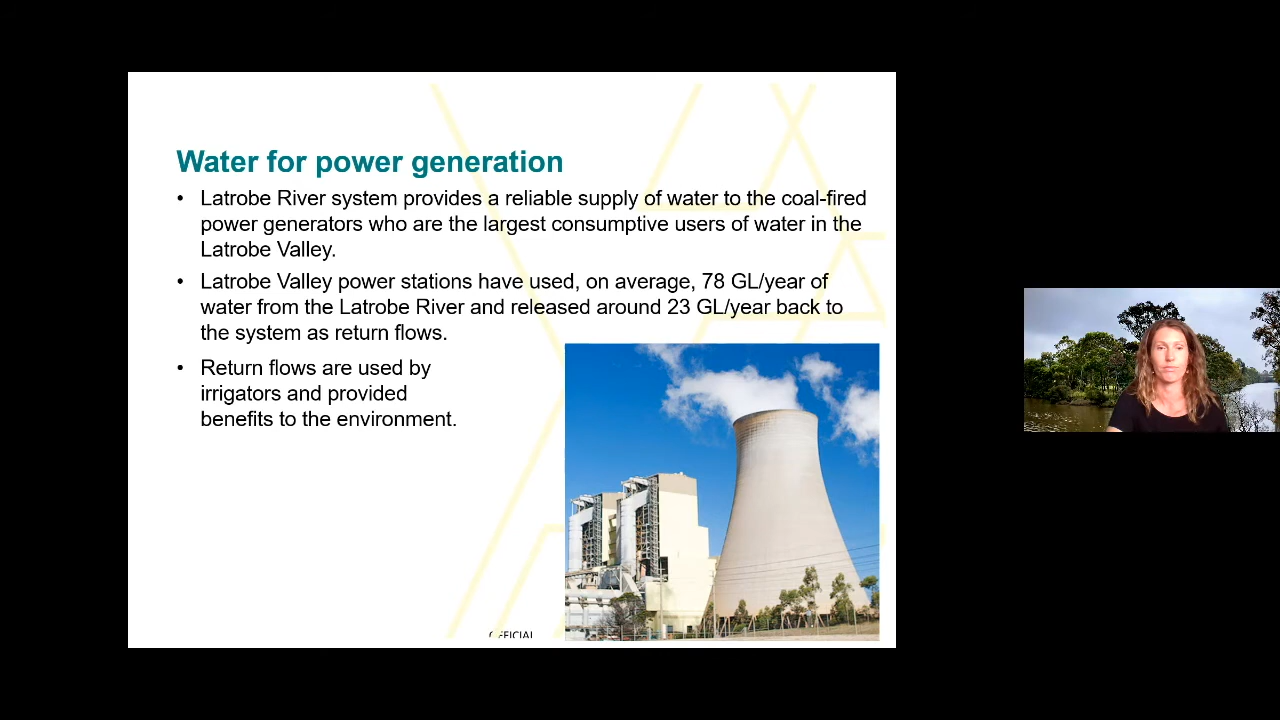 Water for power generation
• Latrobe River system provides a reliable supply of water to the coal-fired
power generators who are the largest consumptive users of water in the
Latrobe Valley.
• Latrobe Valley power stations have used, on average, 78 GL/year of
water from the Latrobe River and released around 23 GL/year back to
the system as return flows.
• Return flows are used by
irrigators and provided
benefits to the environment.
OFFICIAL